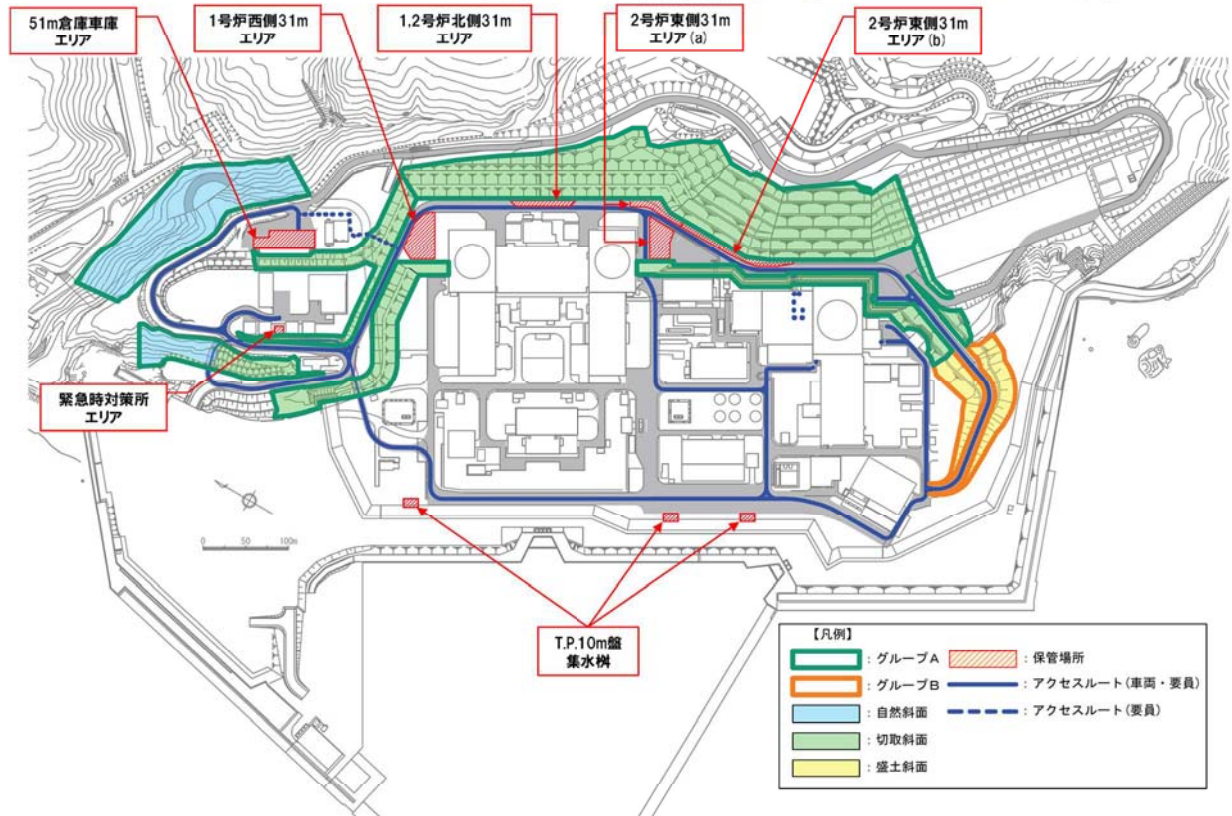 51m倉庫車庫
エリア
1号炉西側31m
エリア
1,2号炉北側31m
エリア
2号炉東側31m
エリア(a)
2号炉東側31m
エリア(b)
緊急時対策所
エリア
0 50 100m
T.P.10m盤
集水桝
【凡例】
：グループA
：グループB
：自然斜面
：切取斜面
：盛土斜面
：保管場所
：アクセスルート(車両・要員)
：アクセスルート(要員)